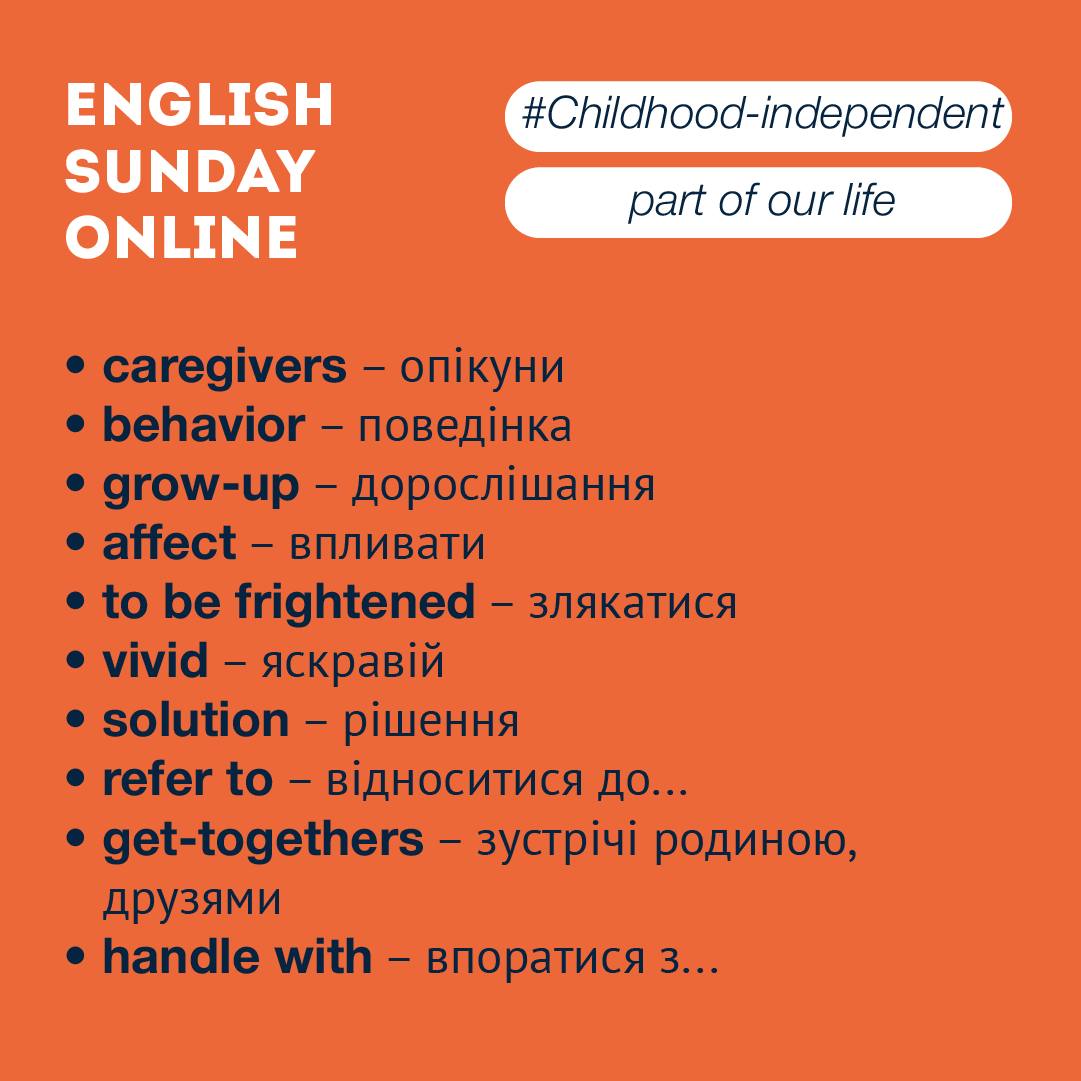 ENGLISH
SUNDAY
ONLINE
#Childhood-independent
part of our life
• caregivers – опікуни
• behavior – поведінка
• grow-up – дорослішання
• affect – впливати
• to be frightened – злякатися
• vivid – яскравій
• solution – рішення
• refer to – відноситися до...
• get-togethers – зустрічі родиною,
друзями
• handle with – впоратися з...